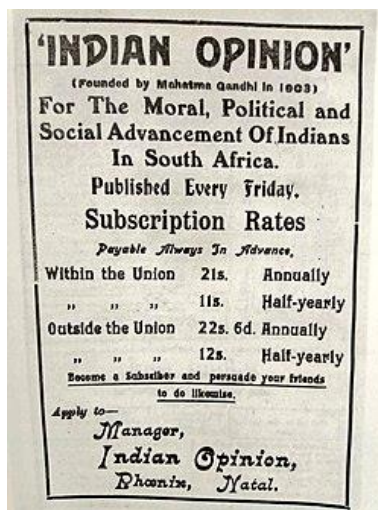 'INDIAN OPINION'
(Founded by Mahatma Gandhi in 1903)
For The Moral, Political and
Social Advancement Of Indians
In South Africa.
Published Every Friday.
Subscription Rates
Payable Always In Advance.
Within the Union 21s. Annually
„ „ „ 11s. Half-yearly
Outside the Union 22s. 6d. Annually
„ „ „ 12s. Half-yearly
Become a Subscriber and persuade your friends
to do likewise.
Apply to—
Manager,
Indian Opinion,
Phoenix, Natal.